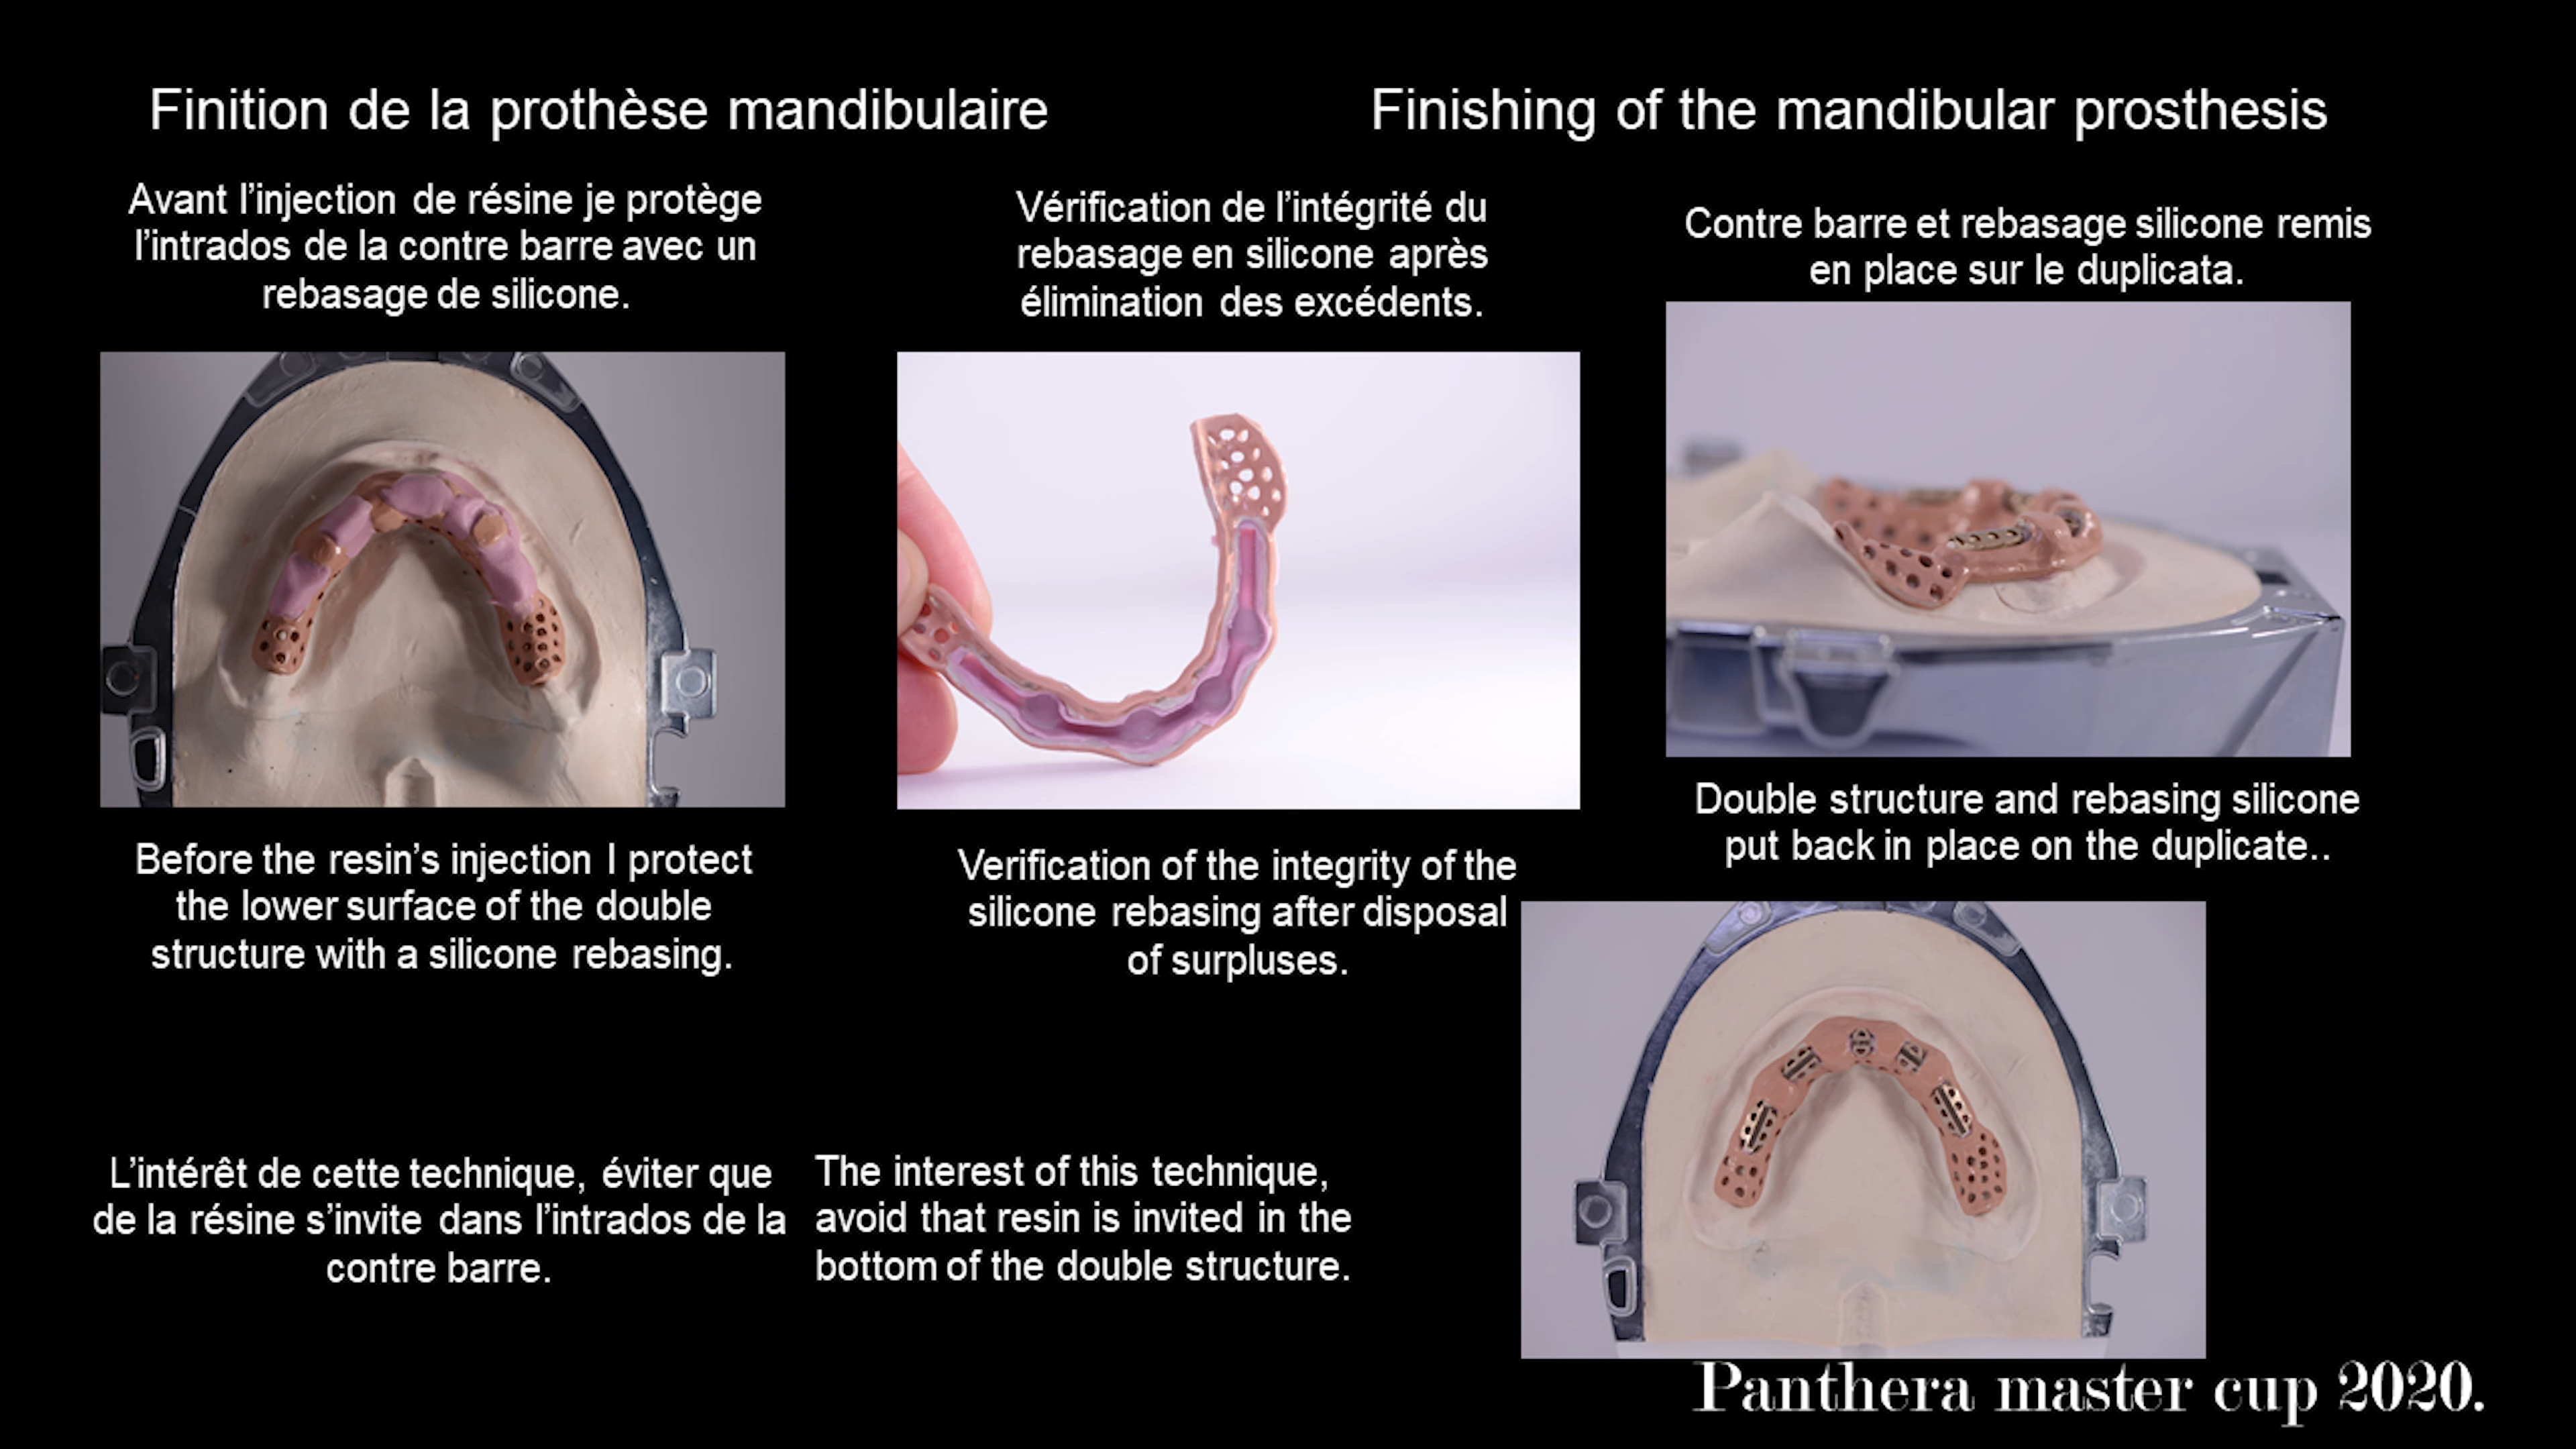 Finition de la prothèse mandibulaire
Finishing of the mandibular prosthesis
Avant l’injection de résine je protège
l’intrados de la contre barre avec un
rebasage de silicone.
Vérification de l’intégrité du
rebasage en silicone après
élimination des excédents.
Contre barre et rebasage silicone remis
en place sur le duplicata.
Before the resin’s injection I protect
the lower surface of the double
structure with a silicone rebasing.
Verification of the integrity of the
silicone rebasing after disposal
of surpluses.
Double structure and rebasing silicone
put back in place on the duplicate..
L’intérêt de cette technique, éviter que
de la résine s’invite dans l’intrados de la
contre barre.
The interest of this technique,
avoid that resin is invited in the
bottom of the double structure.
Panthera master cup 2020.